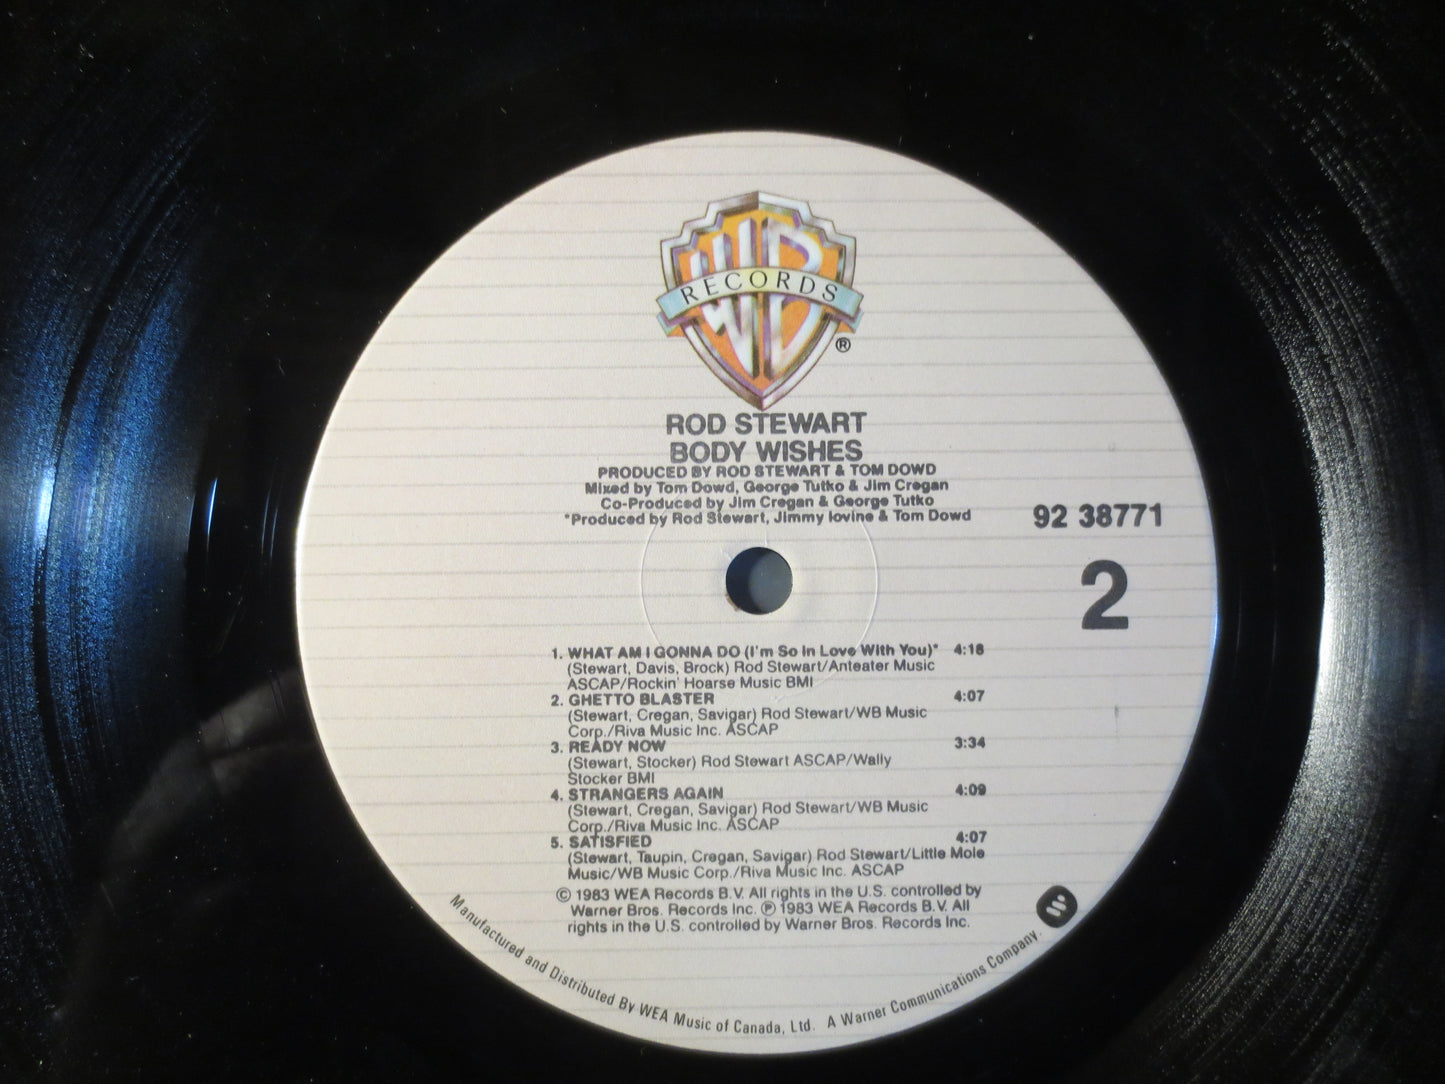 WB
RECORDS
®
ROD STEWART
BODY WISHES
PRODUCED BY ROD STEWART & TOM DOWD
Mixed by Tom Dowd, George Tutko & Jim Cregan
Co-Produced by Jim Cregan & George Tutko
*Produced by Rod Stewart, Jimmy Iovine & Tom Dowd
92 38771
2
1. WHAT AM I GONNA DO (I'm So In Love With You)* 4:18
(Stewart, Davis, Brock) Rod Stewart/Anteater Music
ASCAP/Rockin' Hoarse Music BMI
2. GHETTO BLASTER 4:07
(Stewart, Cregan, Savigar) Rod Stewart/WB Music
Corp./Riva Music Inc. ASCAP
3. READY NOW 3:34
(Stewart, Stocker) Rod Stewart ASCAP/Wally
Stocker BMI
4. STRANGERS AGAIN 4:09
(Stewart, Cregan, Savigar) Rod Stewart/WB Music
Corp./Riva Music Inc. ASCAP
5. SATISFIED 4:07
(Stewart, Taupin, Cregan, Savigar) Rod Stewart/Little Mole
Music/WB Music Corp./Riva Music Inc. ASCAP
© 1983 WEA Records B.V. All rights in the U.S. controlled by
Warner Bros. Records Inc. ℗ 1983 WEA Records B.V. All
rights in the U.S. controlled by Warner Bros. Records Inc.
Manufactured and Distributed By WEA Music of Canada, Ltd. A Warner Communications Company.